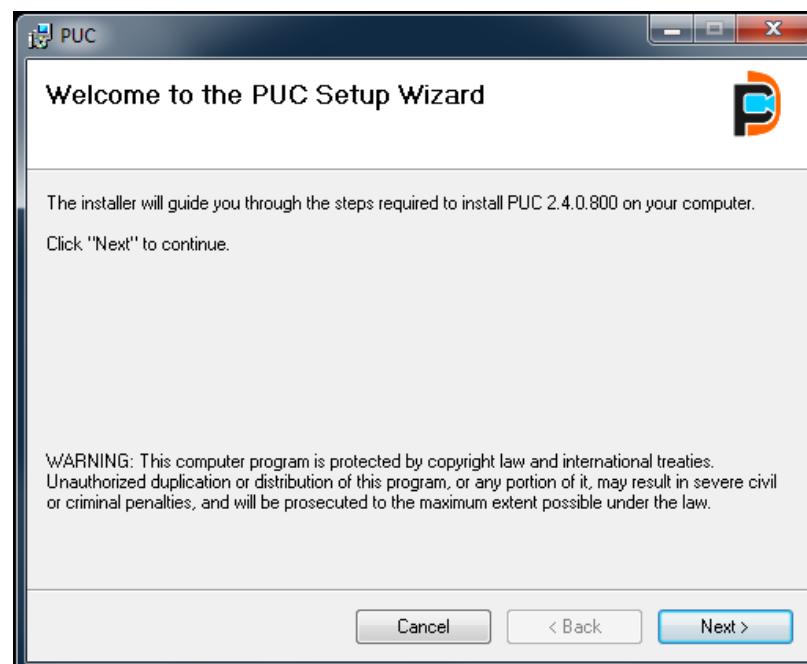 PUC
Welcome to the PUC Setup Wizard
The installer will guide you through the steps required to install PUC 2.4.0.800 on your computer.
Click "Next" to continue.
WARNING: This computer program is protected by copyright law and international treaties.
Unauthorized duplication or distribution of this program, or any portion of it, may result in severe civil
or criminal penalties, and will be prosecuted to the maximum extent possible under the law.
Cancel
< Back
Next >